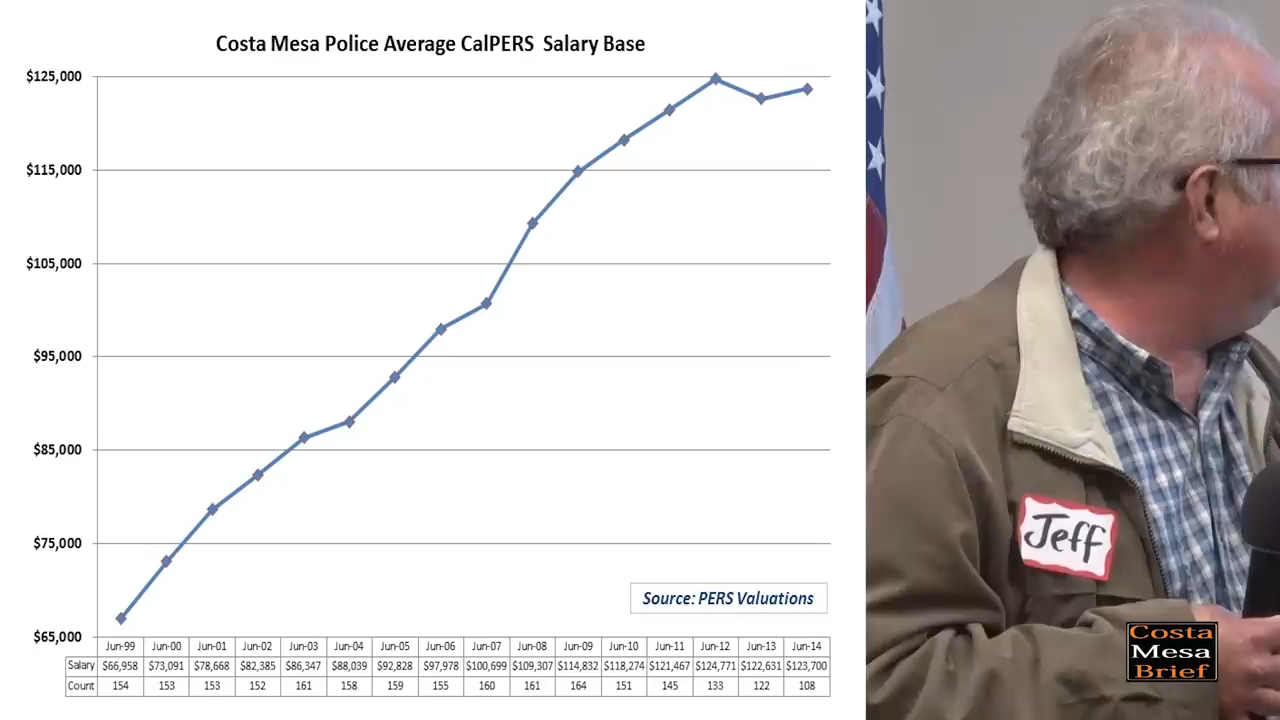 Costa Mesa Police Average CalPERS Salary Base
$125,000
$115,000
$105,000
$95,000
$85,000
$75,000
$65,000
Source: PERS Valuations
Jun-99 Jun-00 Jun-01 Jun-02 Jun-03 Jun-04 Jun-05 Jun-06 Jun-07 Jun-08 Jun-09 Jun-10 Jun-11 Jun-12 Jun-13 Jun-14
Salary $66,958 $73,091 $78,668 $82,385 $86,347 $88,039 $92,828 $97,978 $100,699 $109,307 $114,832 $118,274 $121,467 $124,771 $122,631 $123,700
Count 154 153 153 152 161 158 159 155 160 161 164 151 145 133 122 108
Jeff
Costa
Mesa
Brief